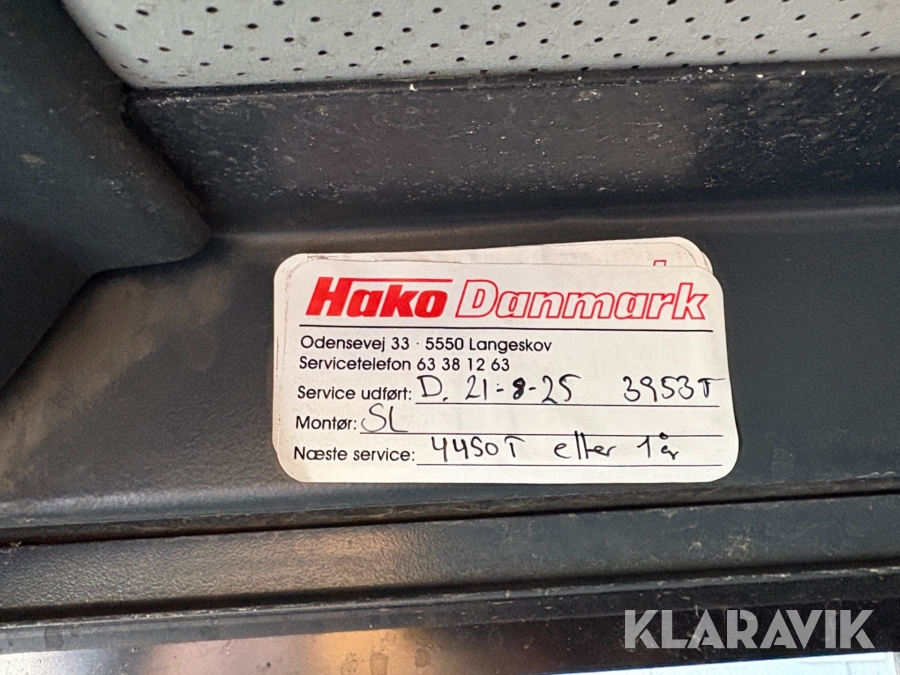 Hako Danmark
Odensevej 33 · 5550 Langeskov
Servicetelefon 63 38 12 63
Service udført: D. 21-8-25 3953T
Montør: SL
Næste service: 4450T etter 1 år
KLARAVIK